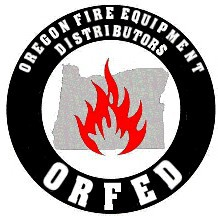 OREGON FIRE EQUIPMENT
DISTRIBUTORS
ORFED